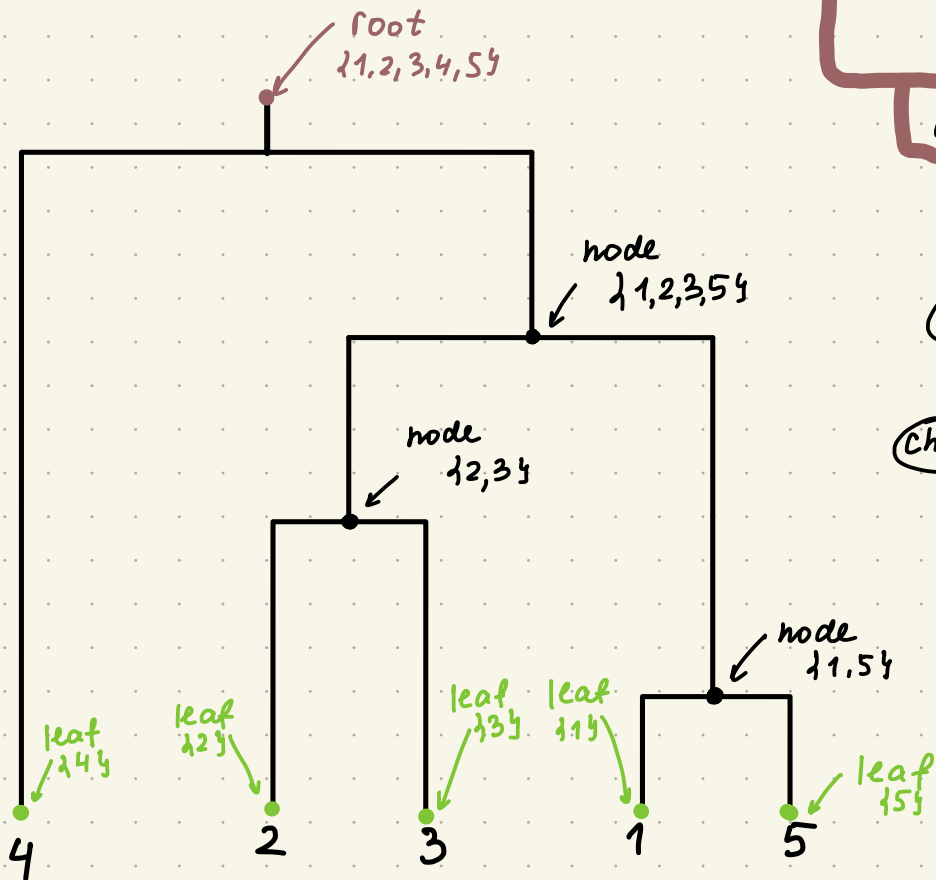 root
{1,2,3,4,5}
node
{1,2,3,5}
node
{2,3}
node
{1,5}
leaf
{4}
leaf
{2}
leaf
{3}
leaf
{1}
leaf
{5}
4
2
3
1
5